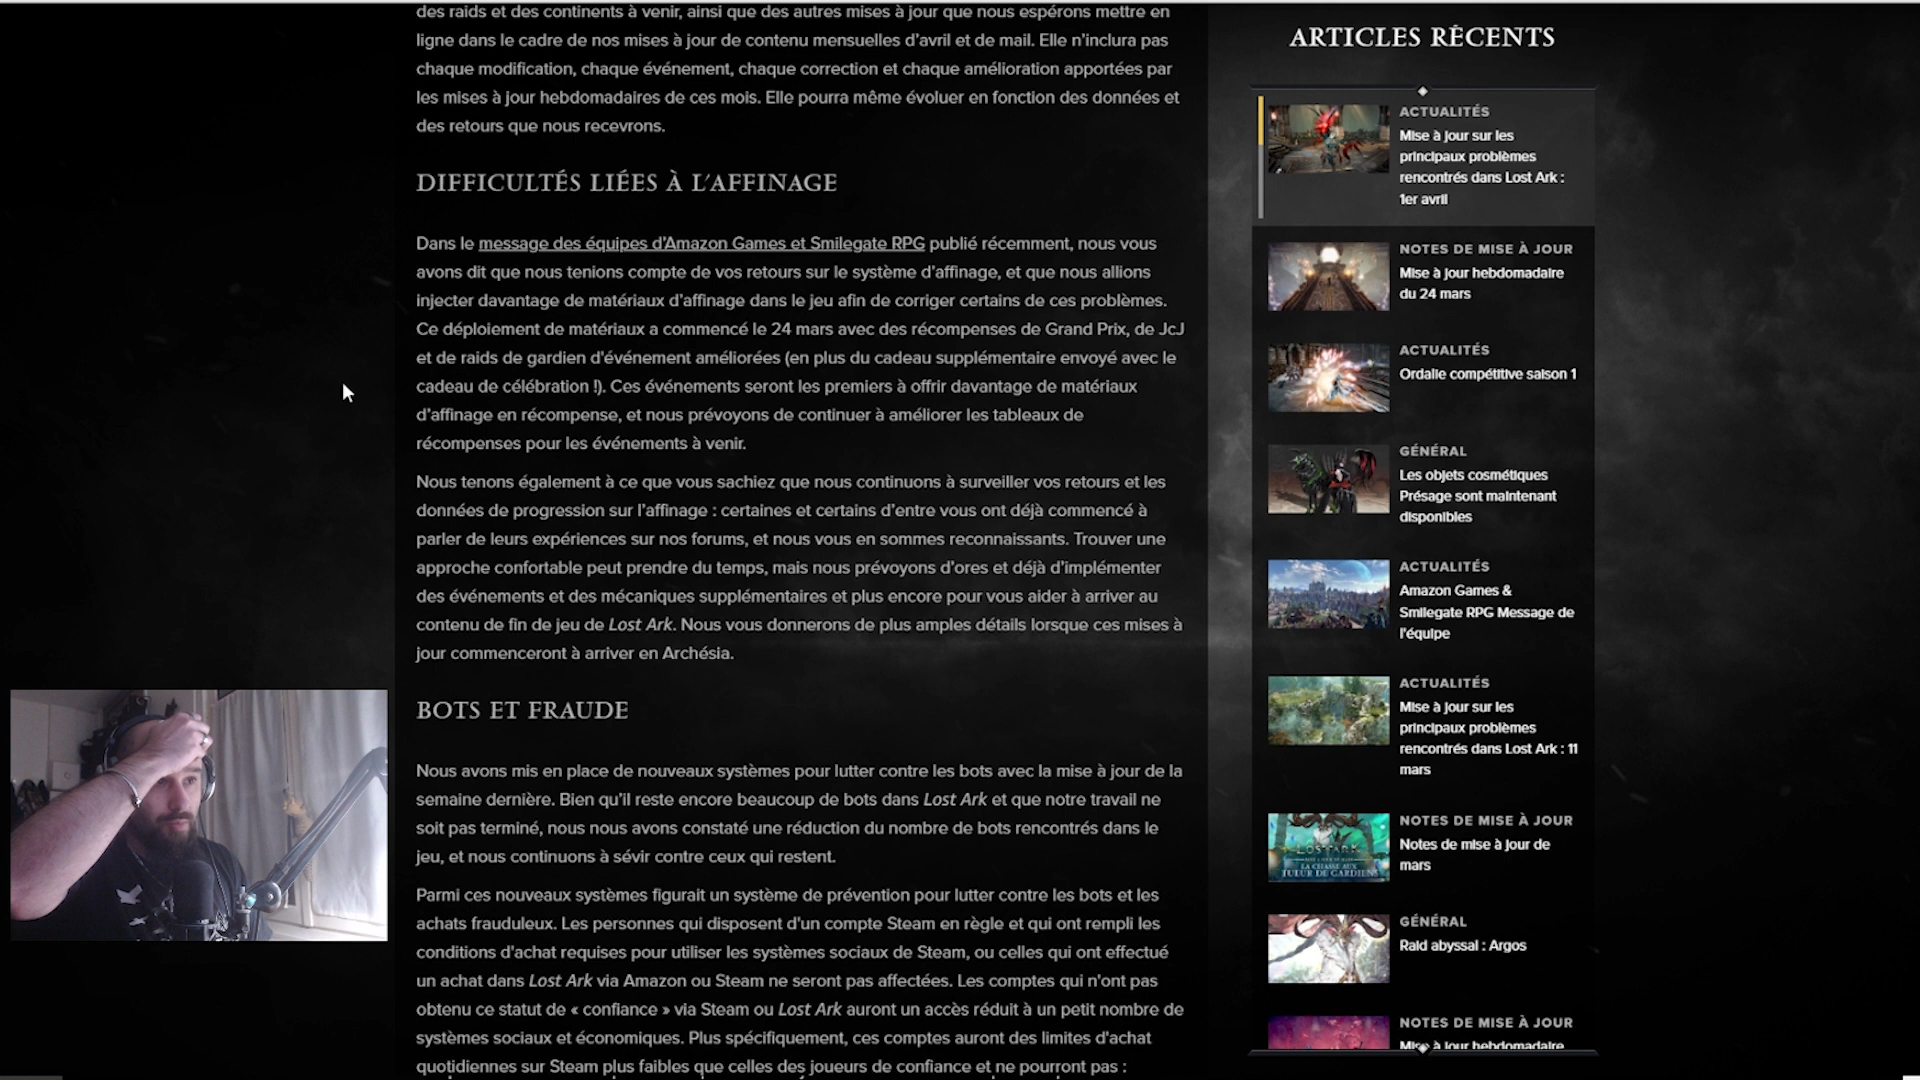 des raids et des continents à venir, ainsi que des autres mises à jour que nous espérons mettre en
ligne dans le cadre de nos mises à jour de contenu mensuelles d'avril et de mail. Elle n'inclura pas
chaque modification, chaque événement, chaque correction et chaque amélioration apportées par
les mises à jour hebdomadaires de ces mois. Elle pourra même évoluer en fonction des données et
des retours que nous recevrons.
DIFFICULTÉS LIÉES À L'AFFINAGE
Dans le message des équipes d'Amazon Games et Smilegate RPG publié récemment, nous vous
avons dit que nous tenions compte de vos retours sur le système d'affinage, et que nous allions
injecter davantage de matériaux d'affinage dans le jeu afin de corriger certains de ces problèmes.
Ce déploiement de matériaux a commencé le 24 mars avec des récompenses de Grand Prix, de JcJ
et de raids de gardien d'événement améliorées (en plus du cadeau supplémentaire envoyé avec le
cadeau de célébration !). Ces événements seront les premiers à offrir davantage de matériaux
d'affinage en récompense, et nous prévoyons de continuer à améliorer les tableaux de
récompenses pour les événements à venir.
Nous tenons également à ce que vous sachiez que nous continuons à surveiller vos retours et les
données de progression sur l'affinage : certaines et certains d'entre vous ont déjà commencé à
parler de leurs expériences sur nos forums, et nous vous en sommes reconnaissants. Trouver une
approche confortable peut prendre du temps, mais nous prévoyons d'ores et déjà d'implémenter
des événements et des mécaniques supplémentaires et plus encore pour vous aider à arriver au
contenu de fin de jeu de Lost Ark. Nous vous donnerons de plus amples détails lorsque ces mises à
jour commenceront à arriver en Archésia.
BOTS ET FRAUDE
Nous avons mis en place de nouveaux systèmes pour lutter contre les bots avec la mise à jour de la
semaine dernière. Bien qu'il reste encore beaucoup de bots dans Lost Ark et que notre travail ne
soit pas terminé, nous nous avons constaté une réduction du nombre de bots rencontrés dans le
jeu, et nous continuons à sévir contre ceux qui restent.
Parmi ces nouveaux systèmes figurait un système de prévention pour lutter contre les bots et les
achats frauduleux. Les personnes qui disposent d'un compte Steam en règle et qui ont rempli les
conditions d'achat requises pour utiliser les systèmes sociaux de Steam, ou celles qui ont effectué
un achat dans Lost Ark via Amazon ou Steam ne seront pas affectées. Les comptes qui n'ont pas
obtenu ce statut de « confiance » via Steam ou Lost Ark auront un accès réduit à un petit nombre de
systèmes sociaux et économiques. Plus spécifiquement, ces comptes auront des limites d'achat
quotidiennes sur Steam plus faibles que celles des joueurs de confiance et ne pourront pas :
ARTICLES RÉCENTS
ACTUALITÉS
Mise à jour sur les
principaux problèmes
rencontrés dans Lost Ark :
1er avril
NOTES DE MISE À JOUR
Mise à jour hebdomadaire
du 24 mars
ACTUALITÉS
Ordalie compétitive saison 1
GÉNÉRAL
Les objets cosmétiques
Présage sont maintenant
disponibles
ACTUALITÉS
Amazon Games &
Smilegate RPG Message de
l'équipe
ACTUALITÉS
Mise à jour sur les
principaux problèmes
rencontrés dans Lost Ark : 11
mars
LOST ARK
LA CHASSE AUX
TUEUR DE GARDIENS
NOTES DE MISE À JOUR
Notes de mise à jour de
mars
GÉNÉRAL
Raid abyssal : Argos
NOTES DE MISE À JOUR
Mise à jour hebdomadaire